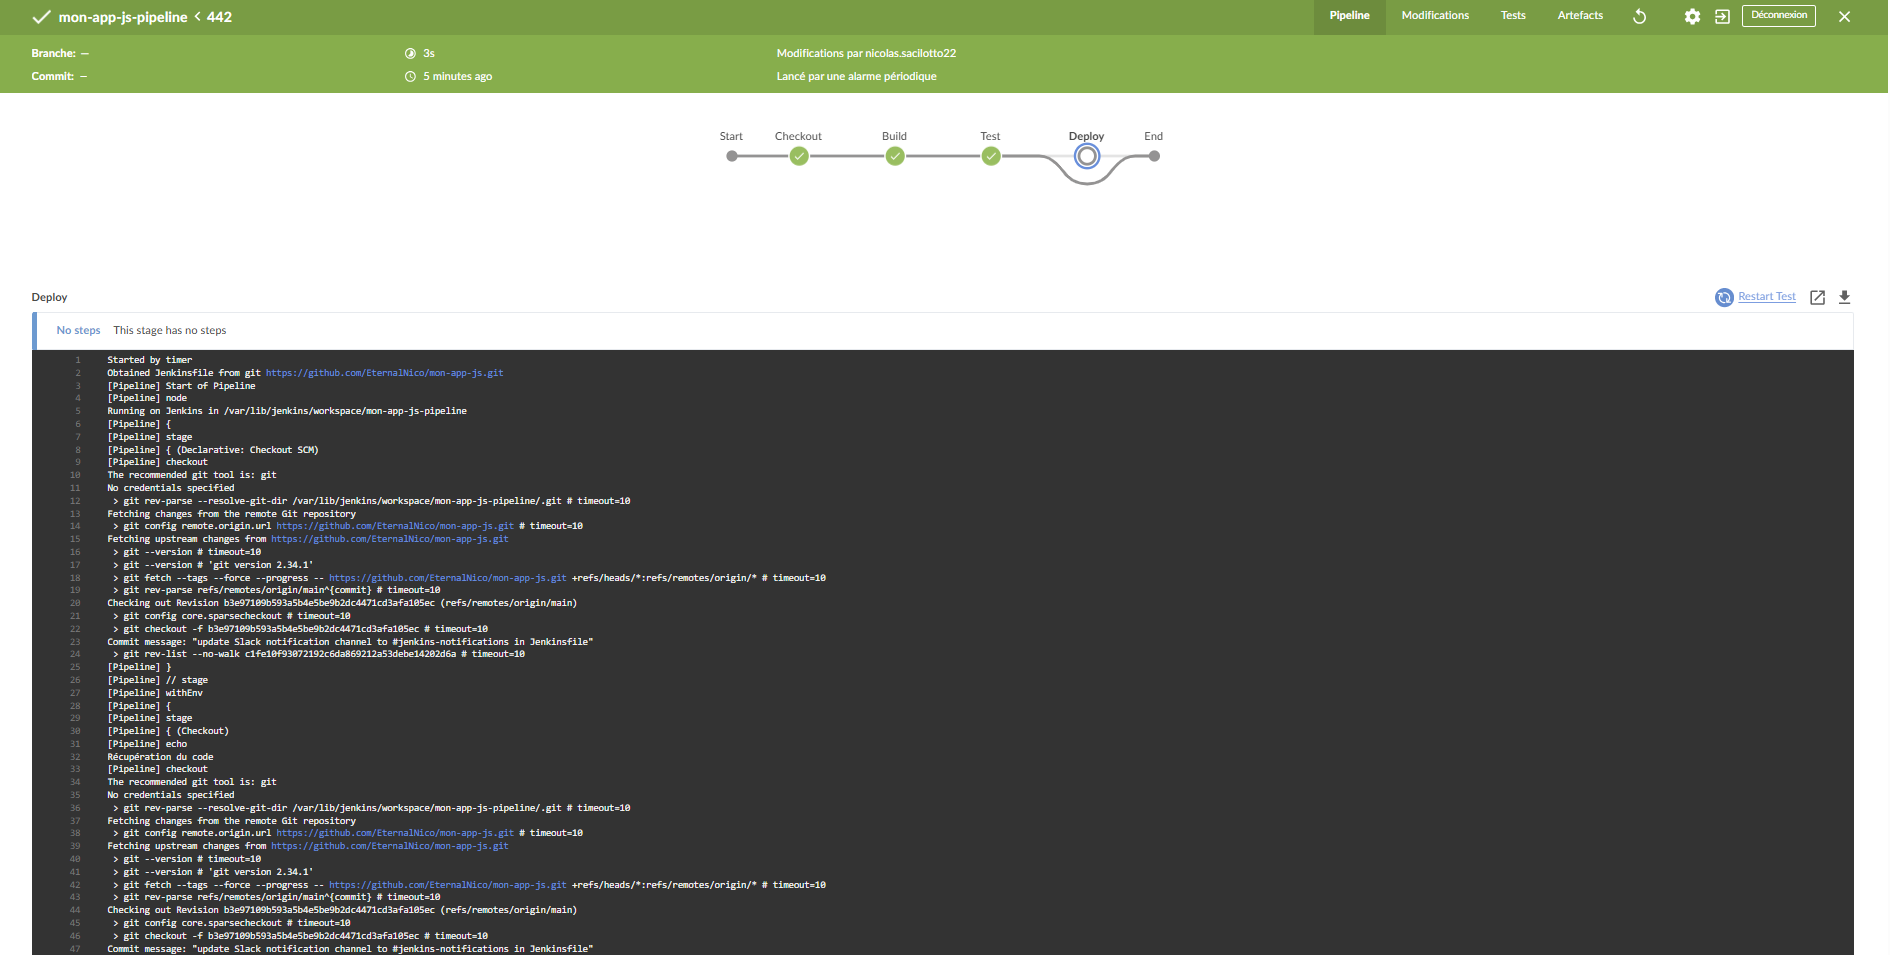 mon-app-js-pipeline < 442
Pipeline Modifications Tests Artefacts Déconnexion
Branche: — 3s Modifications par nicolas.sacilotto22
Commit: — 5 minutes ago Lancé par une alarme périodique
Start Checkout Build Test Deploy End
Deploy Restart Test
No steps This stage has no steps
1 Started by timer
2 Obtained Jenkinsfile from git https://github.com/EternalNico/mon-app-js.git
3 [Pipeline] Start of Pipeline
4 [Pipeline] node
5 Running on Jenkins in /var/lib/jenkins/workspace/mon-app-js-pipeline
6 [Pipeline] {
7 [Pipeline] stage
8 [Pipeline] { (Declarative: Checkout SCM)
9 [Pipeline] checkout
10 The recommended git tool is: git
11 No credentials specified
12 > git rev-parse --resolve-git-dir /var/lib/jenkins/workspace/mon-app-js-pipeline/.git # timeout=10
13 Fetching changes from the remote Git repository
14 > git config remote.origin.url https://github.com/EternalNico/mon-app-js.git # timeout=10
15 Fetching upstream changes from https://github.com/EternalNico/mon-app-js.git
16 > git --version # timeout=10
17 > git --version # 'git version 2.34.1'
18 > git fetch --tags --force --progress -- https://github.com/EternalNico/mon-app-js.git +refs/heads/*:refs/remotes/origin/* # timeout=10
19 > git rev-parse refs/remotes/origin/main^{commit} # timeout=10
20 Checking out Revision b3e97109b593a5b4e5be9b2dc4471cd3afa105ec (refs/remotes/origin/main)
21 > git config core.sparsecheckout # timeout=10
22 > git checkout -f b3e97109b593a5b4e5be9b2dc4471cd3afa105ec # timeout=10
23 Commit message: "update Slack notification channel to #jenkins-notifications in Jenkinsfile"
24 > git rev-list --no-walk c1fe10f93072192c6da869212a53debe14202d6a # timeout=10
25 [Pipeline] }
26 [Pipeline] // stage
27 [Pipeline] withEnv
28 [Pipeline] {
29 [Pipeline] stage
30 [Pipeline] { (Checkout)
31 [Pipeline] echo
32 Récupération du code
33 [Pipeline] checkout
34 The recommended git tool is: git
35 No credentials specified
36 > git rev-parse --resolve-git-dir /var/lib/jenkins/workspace/mon-app-js-pipeline/.git # timeout=10
37 Fetching changes from the remote Git repository
38 > git config remote.origin.url https://github.com/EternalNico/mon-app-js.git # timeout=10
39 Fetching upstream changes from https://github.com/EternalNico/mon-app-js.git
40 > git --version # timeout=10
41 > git --version # 'git version 2.34.1'
42 > git fetch --tags --force --progress -- https://github.com/EternalNico/mon-app-js.git +refs/heads/*:refs/remotes/origin/* # timeout=10
43 > git rev-parse refs/remotes/origin/main^{commit} # timeout=10
44 Checking out Revision b3e97109b593a5b4e5be9b2dc4471cd3afa105ec (refs/remotes/origin/main)
45 > git config core.sparsecheckout # timeout=10
46 > git checkout -f b3e97109b593a5b4e5be9b2dc4471cd3afa105ec # timeout=10
47 Commit message: "update Slack notification channel to #jenkins-notifications in Jenkinsfile"